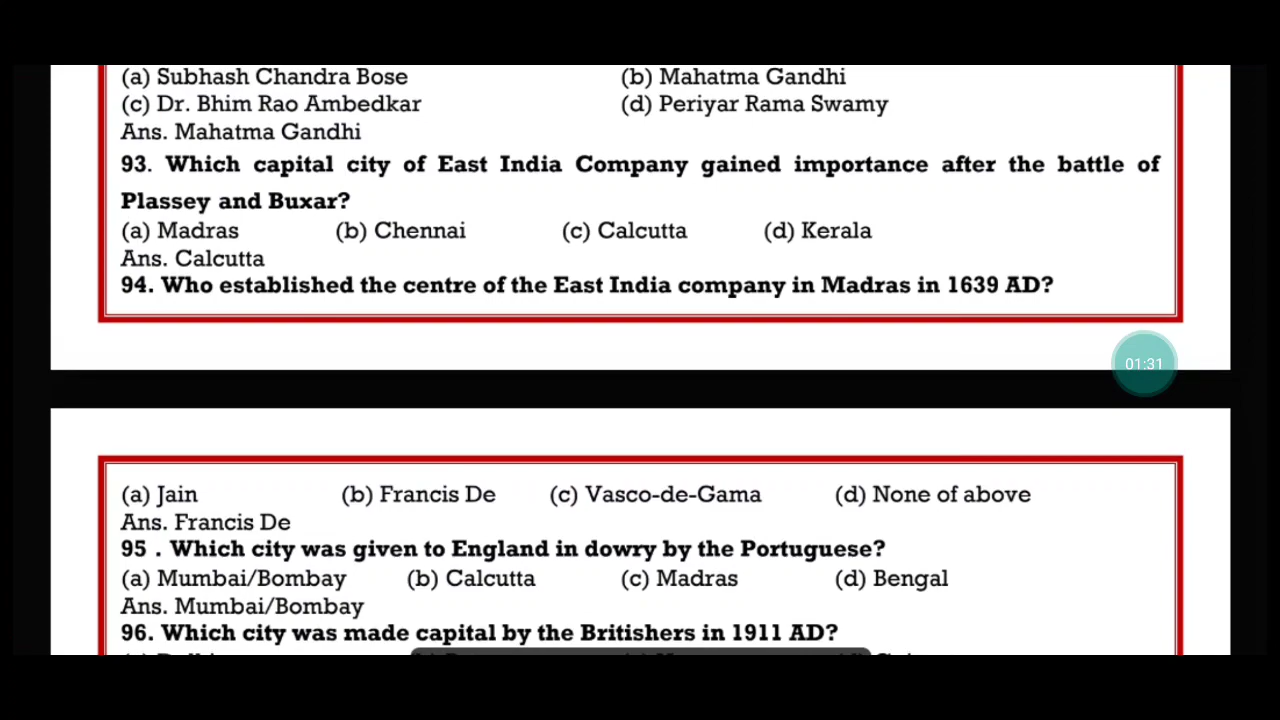 (a) Subhash Chandra Bose (b) Mahatma Gandhi
(c) Dr. Bhim Rao Ambedkar (d) Periyar Rama Swamy
Ans. Mahatma Gandhi
93. Which capital city of East India Company gained importance after the battle of
Plassey and Buxar?
(a) Madras (b) Chennai (c) Calcutta (d) Kerala
Ans. Calcutta
94. Who established the centre of the East India company in Madras in 1639 AD?
01:31
(a) Jain (b) Francis De (c) Vasco-de-Gama (d) None of above
Ans. Francis De
95 . Which city was given to England in dowry by the Portuguese?
(a) Mumbai/Bombay (b) Calcutta (c) Madras (d) Bengal
Ans. Mumbai/Bombay
96. Which city was made capital by the Britishers in 1911 AD?